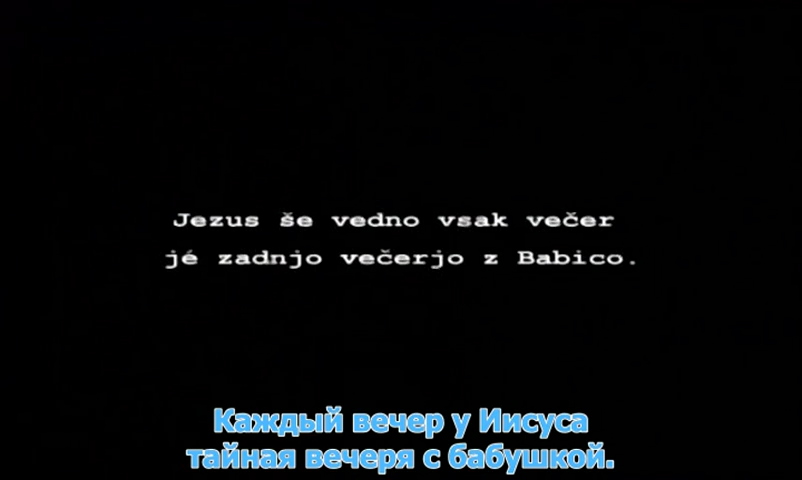 Jezus še vedno vsak večer
jé zadnjo večerjo z Babico.
Каждый вечер у Иисуса
тайная вечеря с бабушкой.